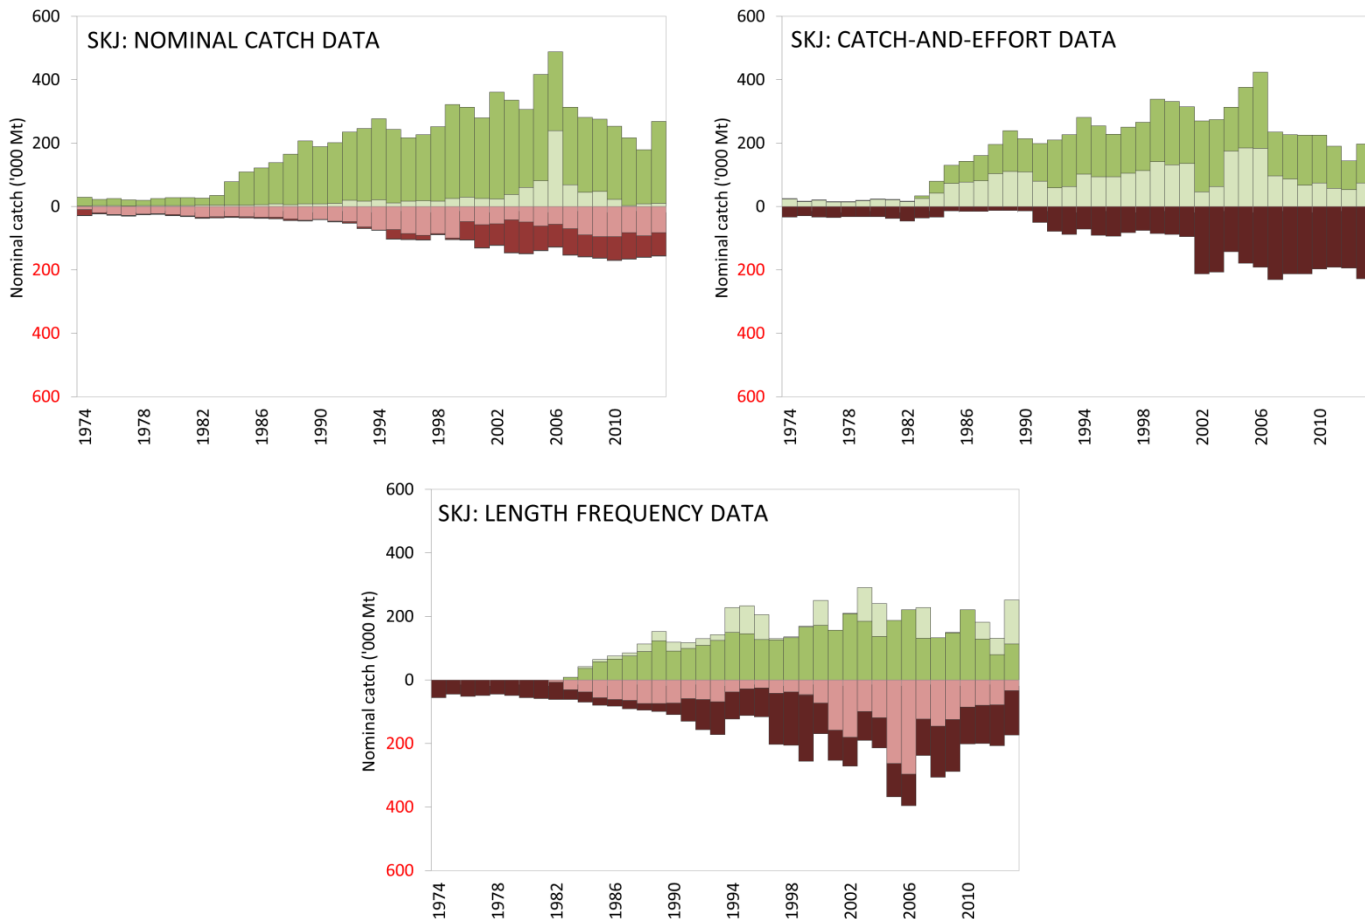 SKJ: NOMINAL CATCH DATA
Nominal catch ('000 Mt)
600
400
200
0
200
400
600
1974 1978 1982 1986 1990 1994 1998 2002 2006 2010
SKJ: CATCH-AND-EFFORT DATA
Nominal catch ('000 Mt)
600
400
200
0
200
400
600
1974 1978 1982 1986 1990 1994 1998 2002 2006 2010
SKJ: LENGTH FREQUENCY DATA
Nominal catch ('000 Mt)
600
400
200
0
200
400
600
1974 1978 1982 1986 1990 1994 1998 2002 2006 2010